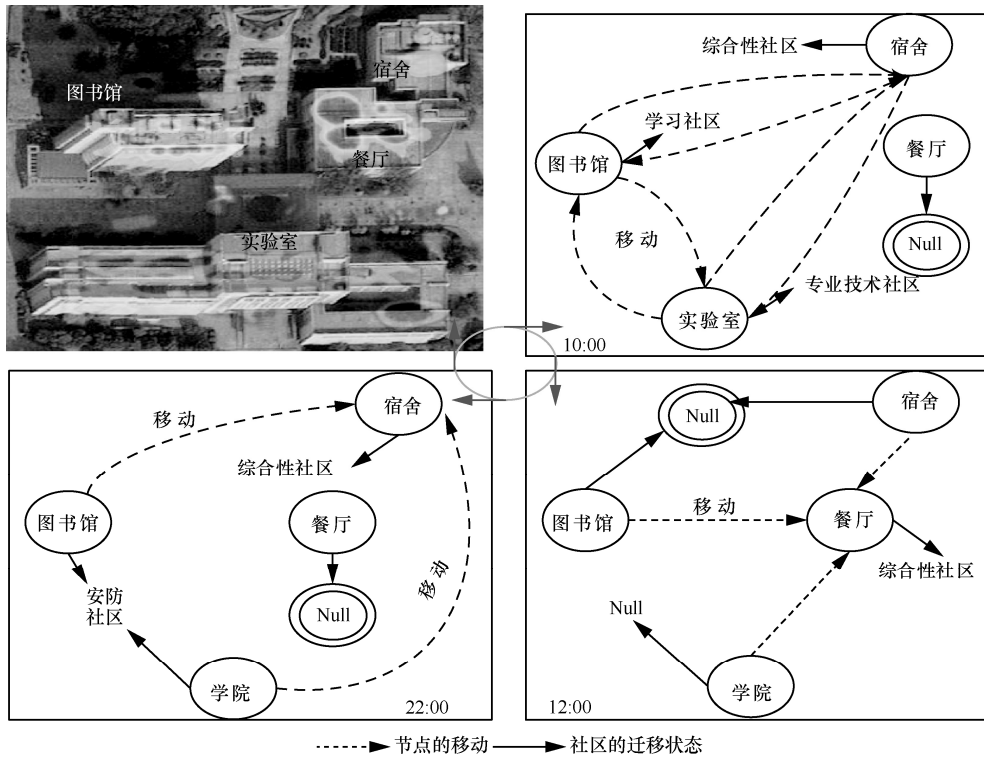 图书馆
宿舍
餐厅
实验室
综合性社区
宿舍
学习社区
图书馆
餐厅
移动
Null
专业技术社区
实验室
10:00
宿舍
移动
综合性社区
图书馆
餐厅
移动
安防
社区
Null
学院
22:00
宿舍
Null
图书馆
移动
餐厅
综合性社区
Null
学院
12:00
节点的移动
社区的迁移状态